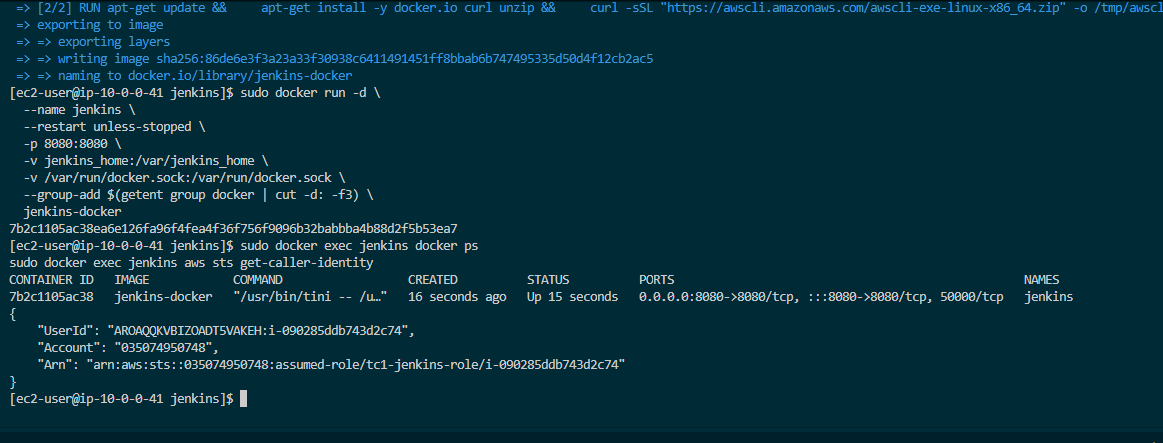 => [2/2] RUN apt-get update &&     apt-get install -y docker.io curl unzip &&     curl -sSL "https://awscli.amazonaws.com/awscli-exe-linux-x86_64.zip" -o /tmp/awscl
=> exporting to image
=> => exporting layers
=> => writing image sha256:86de6e3f3a23a33f30938c6411491451ff8bbab6b747495335d50d4f12cb2ac5
=> => naming to docker.io/library/jenkins-docker
[ec2-user@ip-10-0-0-41 jenkins]$ sudo docker run -d \
  --name jenkins \
  --restart unless-stopped \
  -p 8080:8080 \
  -v jenkins_home:/var/jenkins_home \
  -v /var/run/docker.sock:/var/run/docker.sock \
  --group-add $(getent group docker | cut -d: -f3) \
  jenkins-docker
7b2c1105ac38ea6e126fa96f4fea4f36f756f9096b32babbba4b88d2f5b53ea7
[ec2-user@ip-10-0-0-41 jenkins]$ sudo docker exec jenkins docker ps
sudo docker exec jenkins aws sts get-caller-identity
CONTAINER ID   IMAGE            COMMAND                  CREATED          STATUS          PORTS                                                  NAMES
7b2c1105ac38   jenkins-docker   "/usr/bin/tini -- /u…"   16 seconds ago   Up 15 seconds   0.0.0.0:8080->8080/tcp, :::8080->8080/tcp, 50000/tcp   jenkins
{
    "UserId": "AROAQQKVBIZOADT5VAKEH:i-090285ddb743d2c74",
    "Account": "035074950748",
    "Arn": "arn:aws:sts::035074950748:assumed-role/tc1-jenkins-role/i-090285ddb743d2c74"
}
[ec2-user@ip-10-0-0-41 jenkins]$